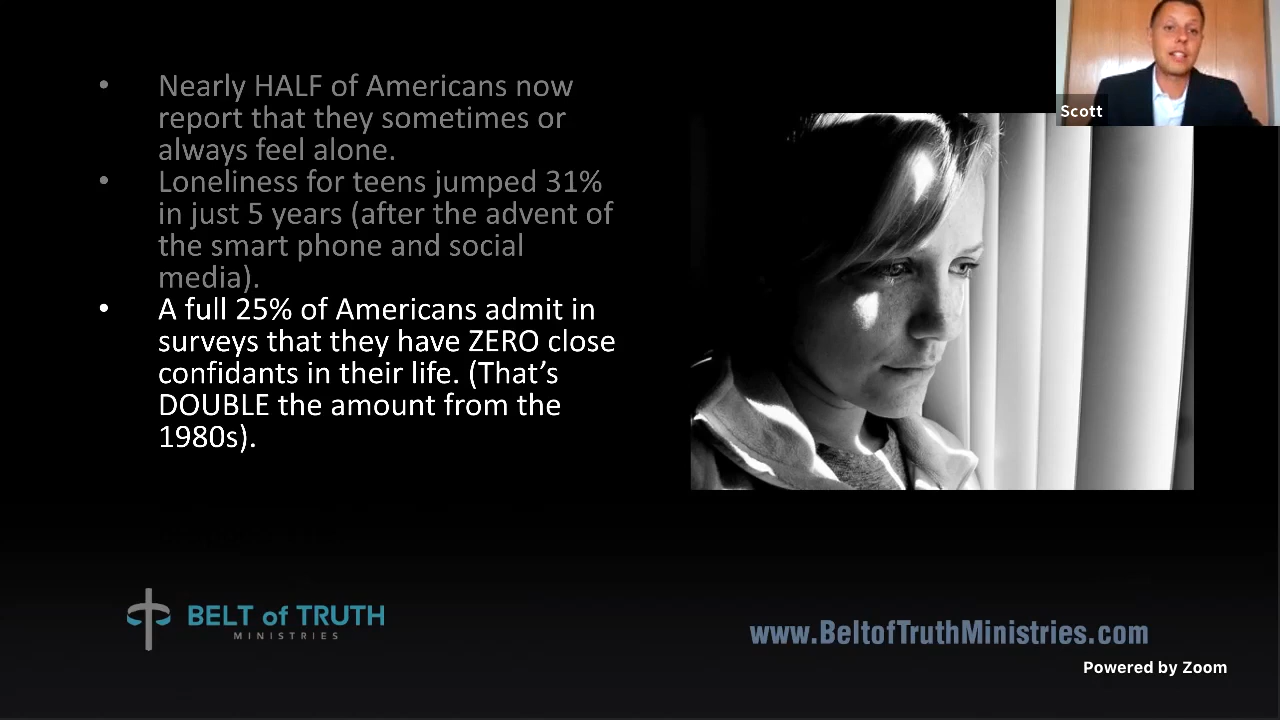 • Nearly HALF of Americans now
report that they sometimes or
always feel alone.
• Loneliness for teens jumped 31%
in just 5 years (after the advent of
the smart phone and social
media).
• A full 25% of Americans admit in
surveys that they have ZERO close
confidants in their life. (That's
DOUBLE the amount from the
1980s).
Scott
BELT of TRUTH
MINISTRIES
www.BeltofTruthMinistries.com
Powered by Zoom